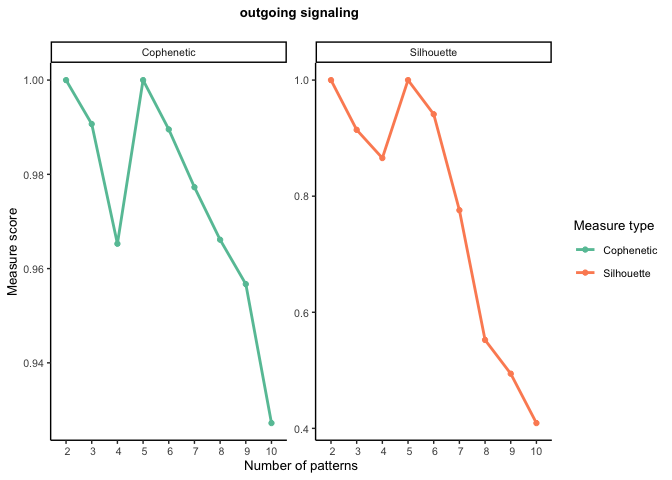 outgoing signaling
Cophenetic
Silhouette
Measure score
1.00
0.98
0.96
0.94
2 3 4 5 6 7 8 9 10
1.0
0.8
0.6
0.4
2 3 4 5 6 7 8 9 10
Number of patterns
Measure type
Cophenetic
Silhouette